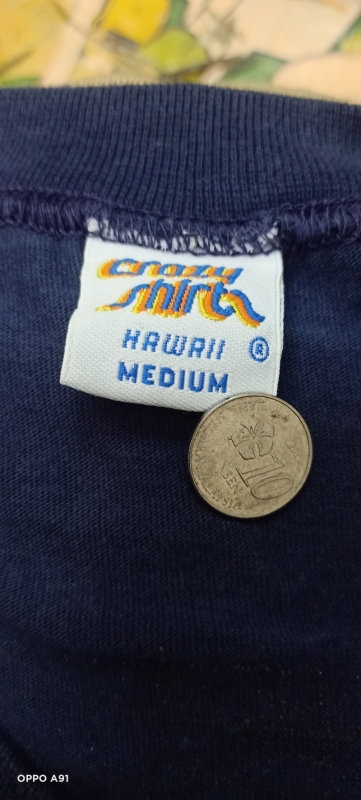 crazy
shirts
HAWAII ®
MEDIUM
10
SEN
OPPO A91